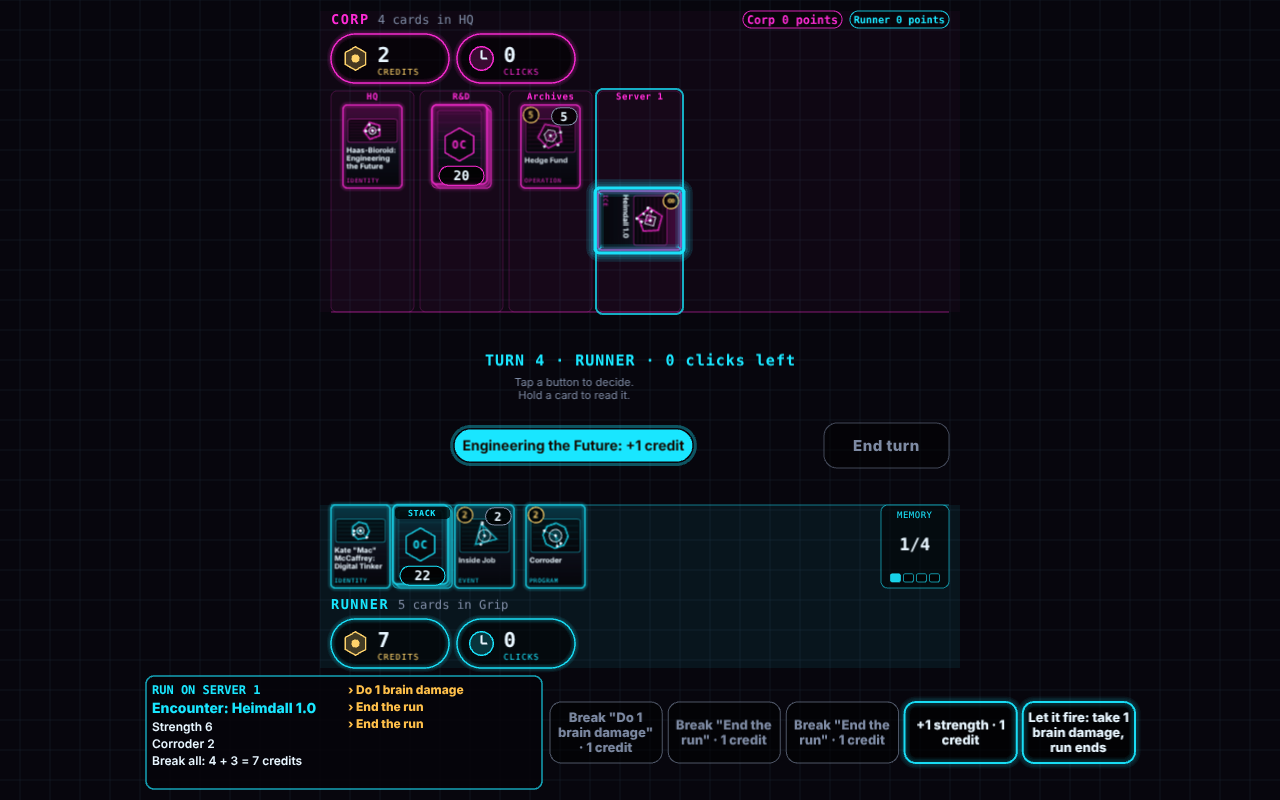 CORP 4 cards in HQ
Corp 0 points
Runner 0 points
2
CREDITS
0
CLICKS
HQ
R&D
Archives
Server 1
Haas-Bioroid:
Engineering
the Future
IDENTITY
OC
20
5
5
Hedge Fund
OPERATION
8
Heimdall 1.0
ICE
TURN 4 · RUNNER · 0 clicks left
Tap a button to decide.
Hold a card to read it.
Engineering the Future: +1 credit
End turn
Kate "Mac"
McCaffrey:
Digital Tinker
IDENTITY
STACK
OC
22
2
2
Inside Job
EVENT
2
Corroder
PROGRAM
MEMORY
1/4
RUNNER 5 cards in Grip
7
CREDITS
0
CLICKS
RUN ON SERVER 1
Encounter: Heimdall 1.0
Strength 6
Corroder 2
Break all: 4 + 3 = 7 credits
› Do 1 brain damage
› End the run
› End the run
Break "Do 1
brain damage"
· 1 credit
Break "End the
run" · 1 credit
Break "End the
run" · 1 credit
+1 strength · 1
credit
Let it fire: take 1
brain damage,
run ends